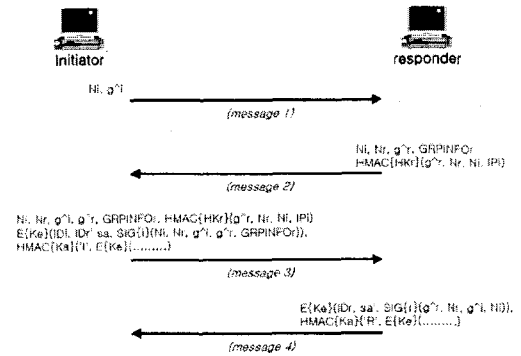 Initiator
responder
Ni, g^i
(message 1)
Ni, Nr, g^r, GRPINFOr
HMAC{HKr}(g^r, Nr, Ni, IPi)
(message 2)
Ni, Nr, g^i, g^r, GRPINFOr, HMAC{HKr}(g^r, Nr, Ni, IPi)
E{Ke}(IDi, IDr' sa, SIG{i}(Ni, Nr, g^i, g^r, GRPINFOr)),
HMAC{Ka}('I', E{Ke}(.........)
(message 3)
E{Ke}(IDr, sa', SIG{r}(g^r, Nr, g^i, Ni)),
HMAC{Ka}('R', E{Ke}(.........)
(message 4)